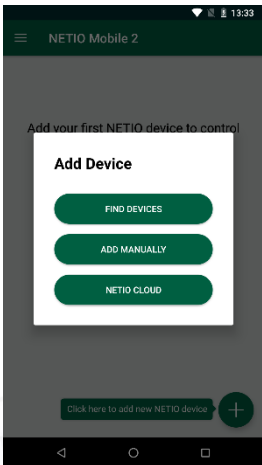 13:33
NETIO Mobile 2
Add your first NETIO device to control
Add Device
FIND DEVICES
ADD MANUALLY
NETIO CLOUD
Click here to add new NETIO device